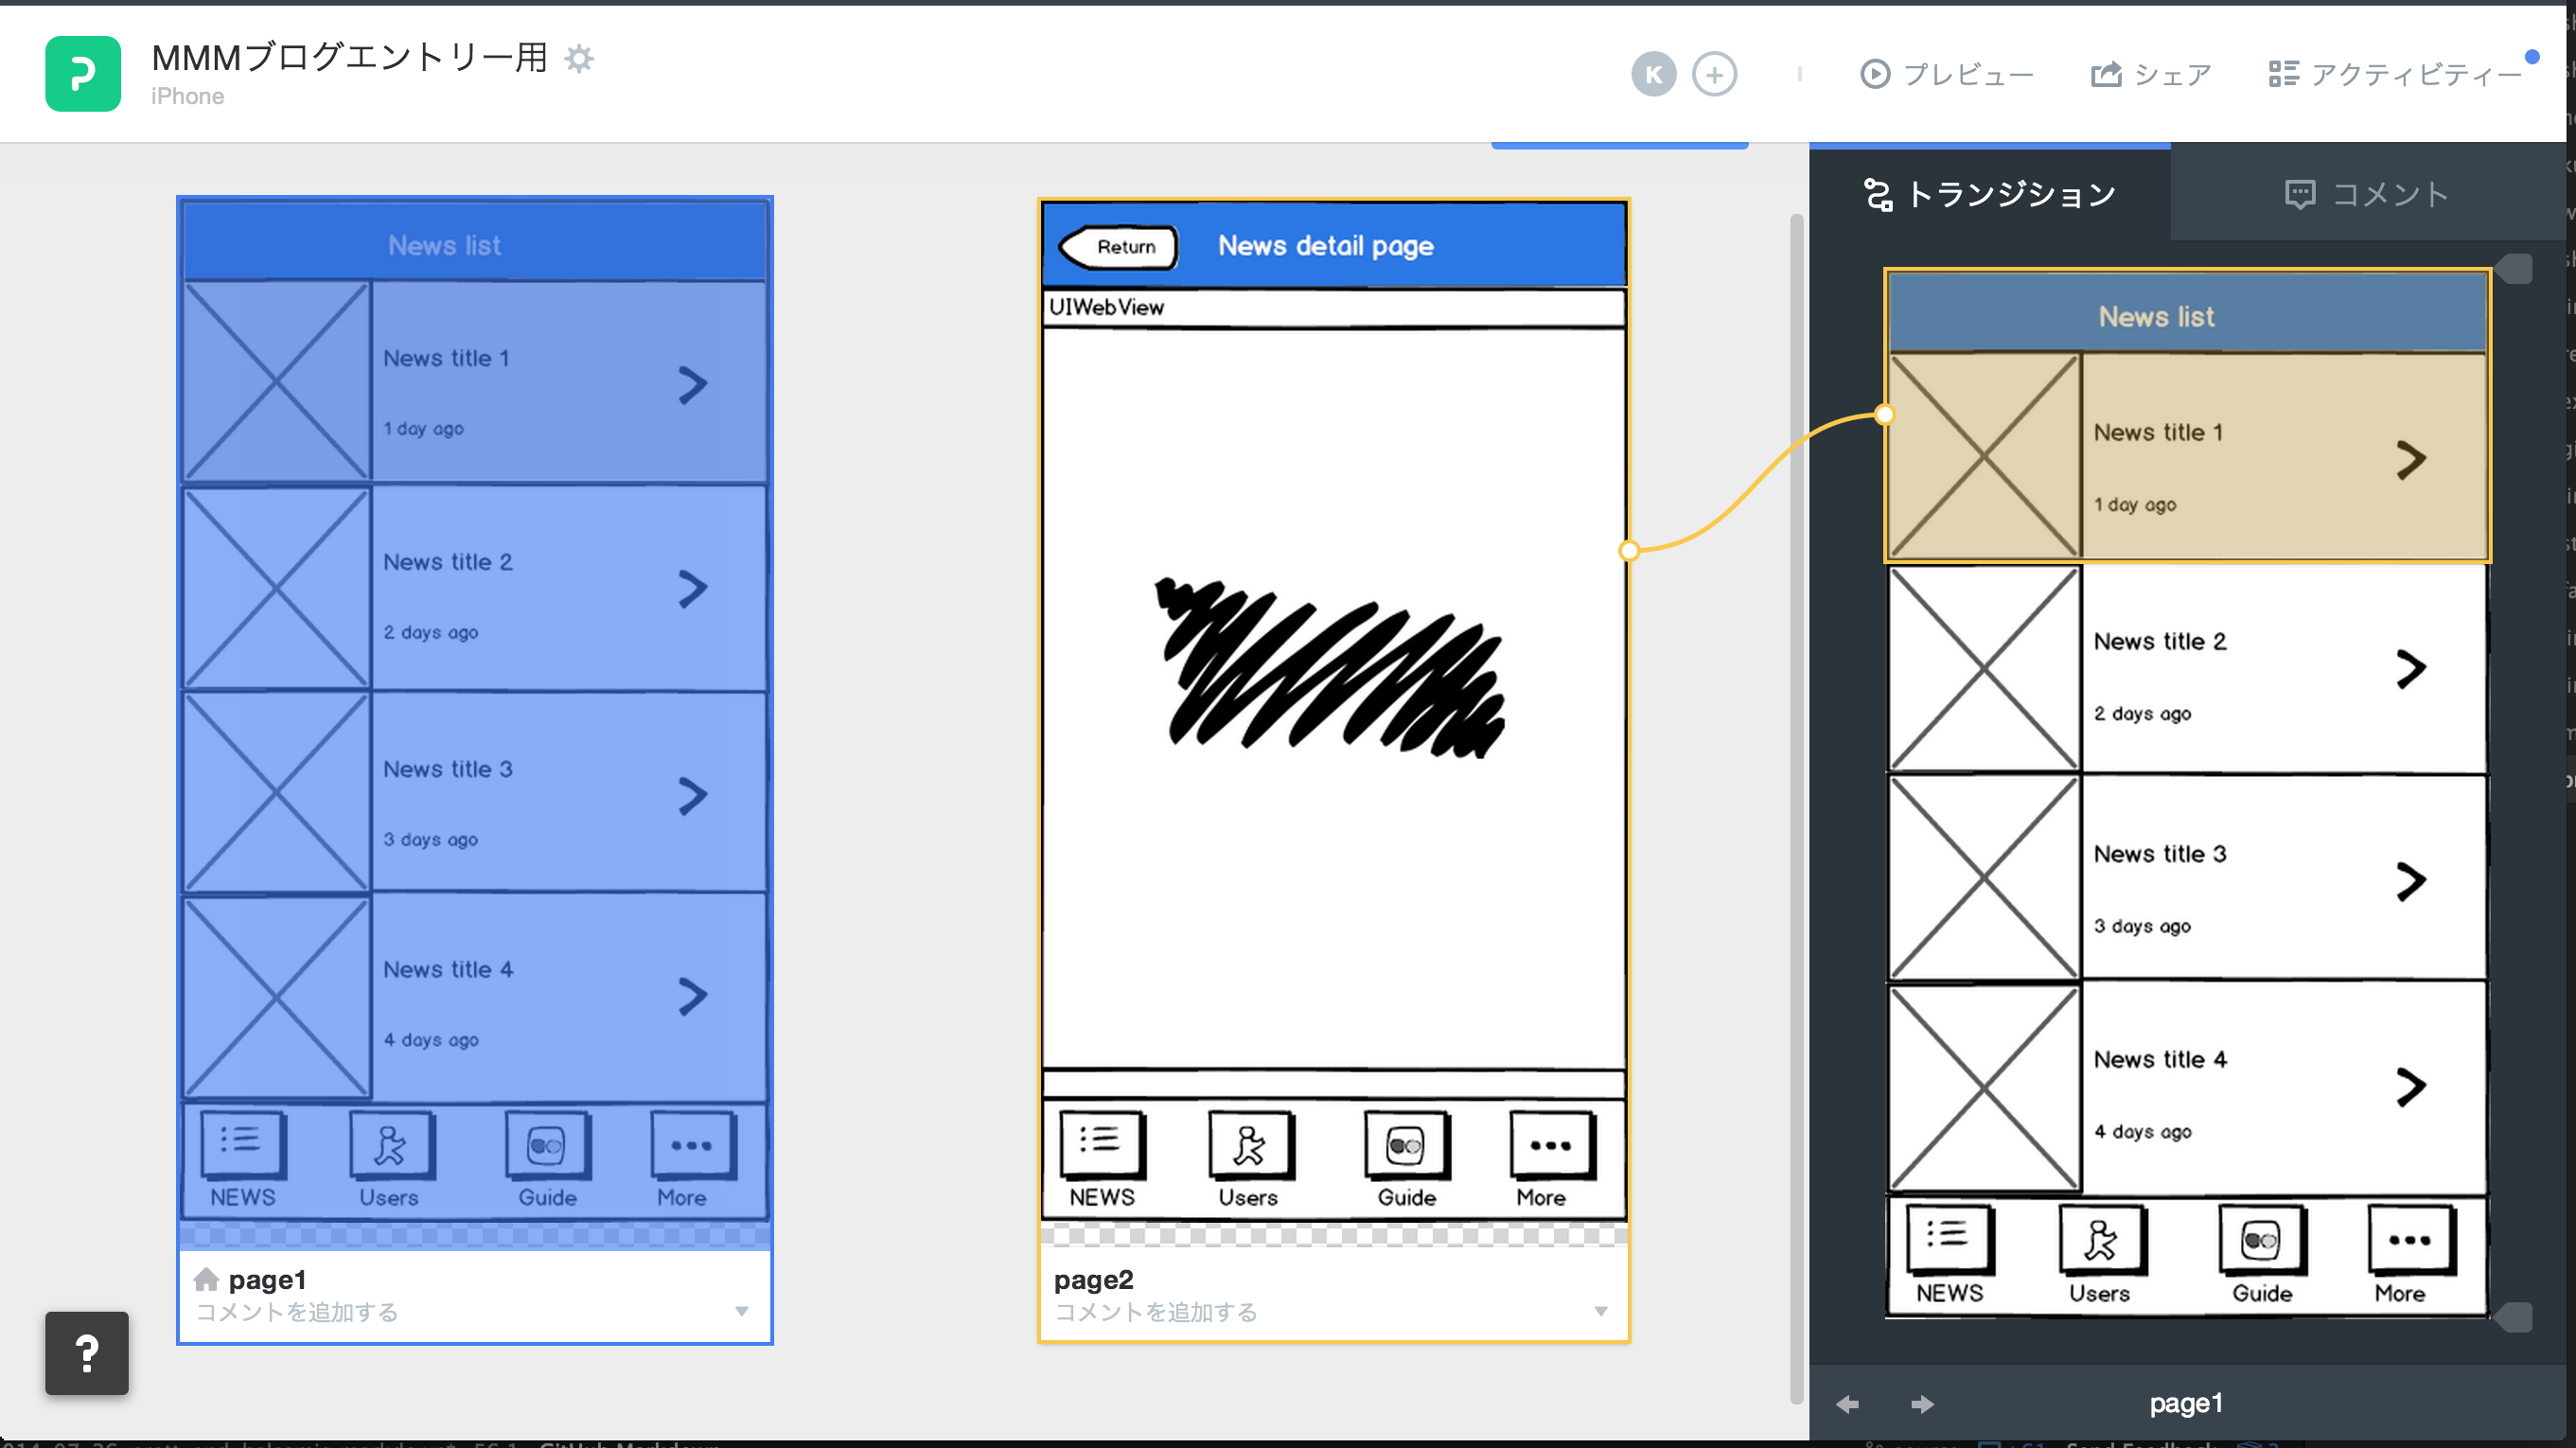 MMMブログエントリー用
iPhone
K
プレビュー
シェア
アクティビティー
トランジション
コメント
News list
News title 1
1 day ago
News title 2
2 days ago
News title 3
3 days ago
News title 4
4 days ago
NEWS Users Guide More
page1
コメントを追加する
Return
News detail page
UIWebView
NEWS Users Guide More
page2
コメントを追加する
News list
News title 1
1 day ago
News title 2
2 days ago
News title 3
3 days ago
News title 4
4 days ago
NEWS Users Guide More
page1
?